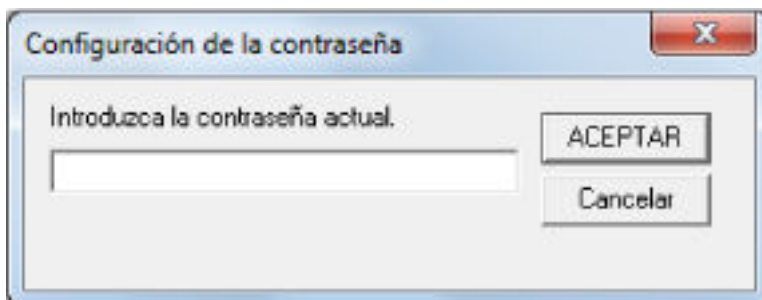 Configuración de la contraseña
Introduzca la contraseña actual.
ACEPTAR
Cancelar